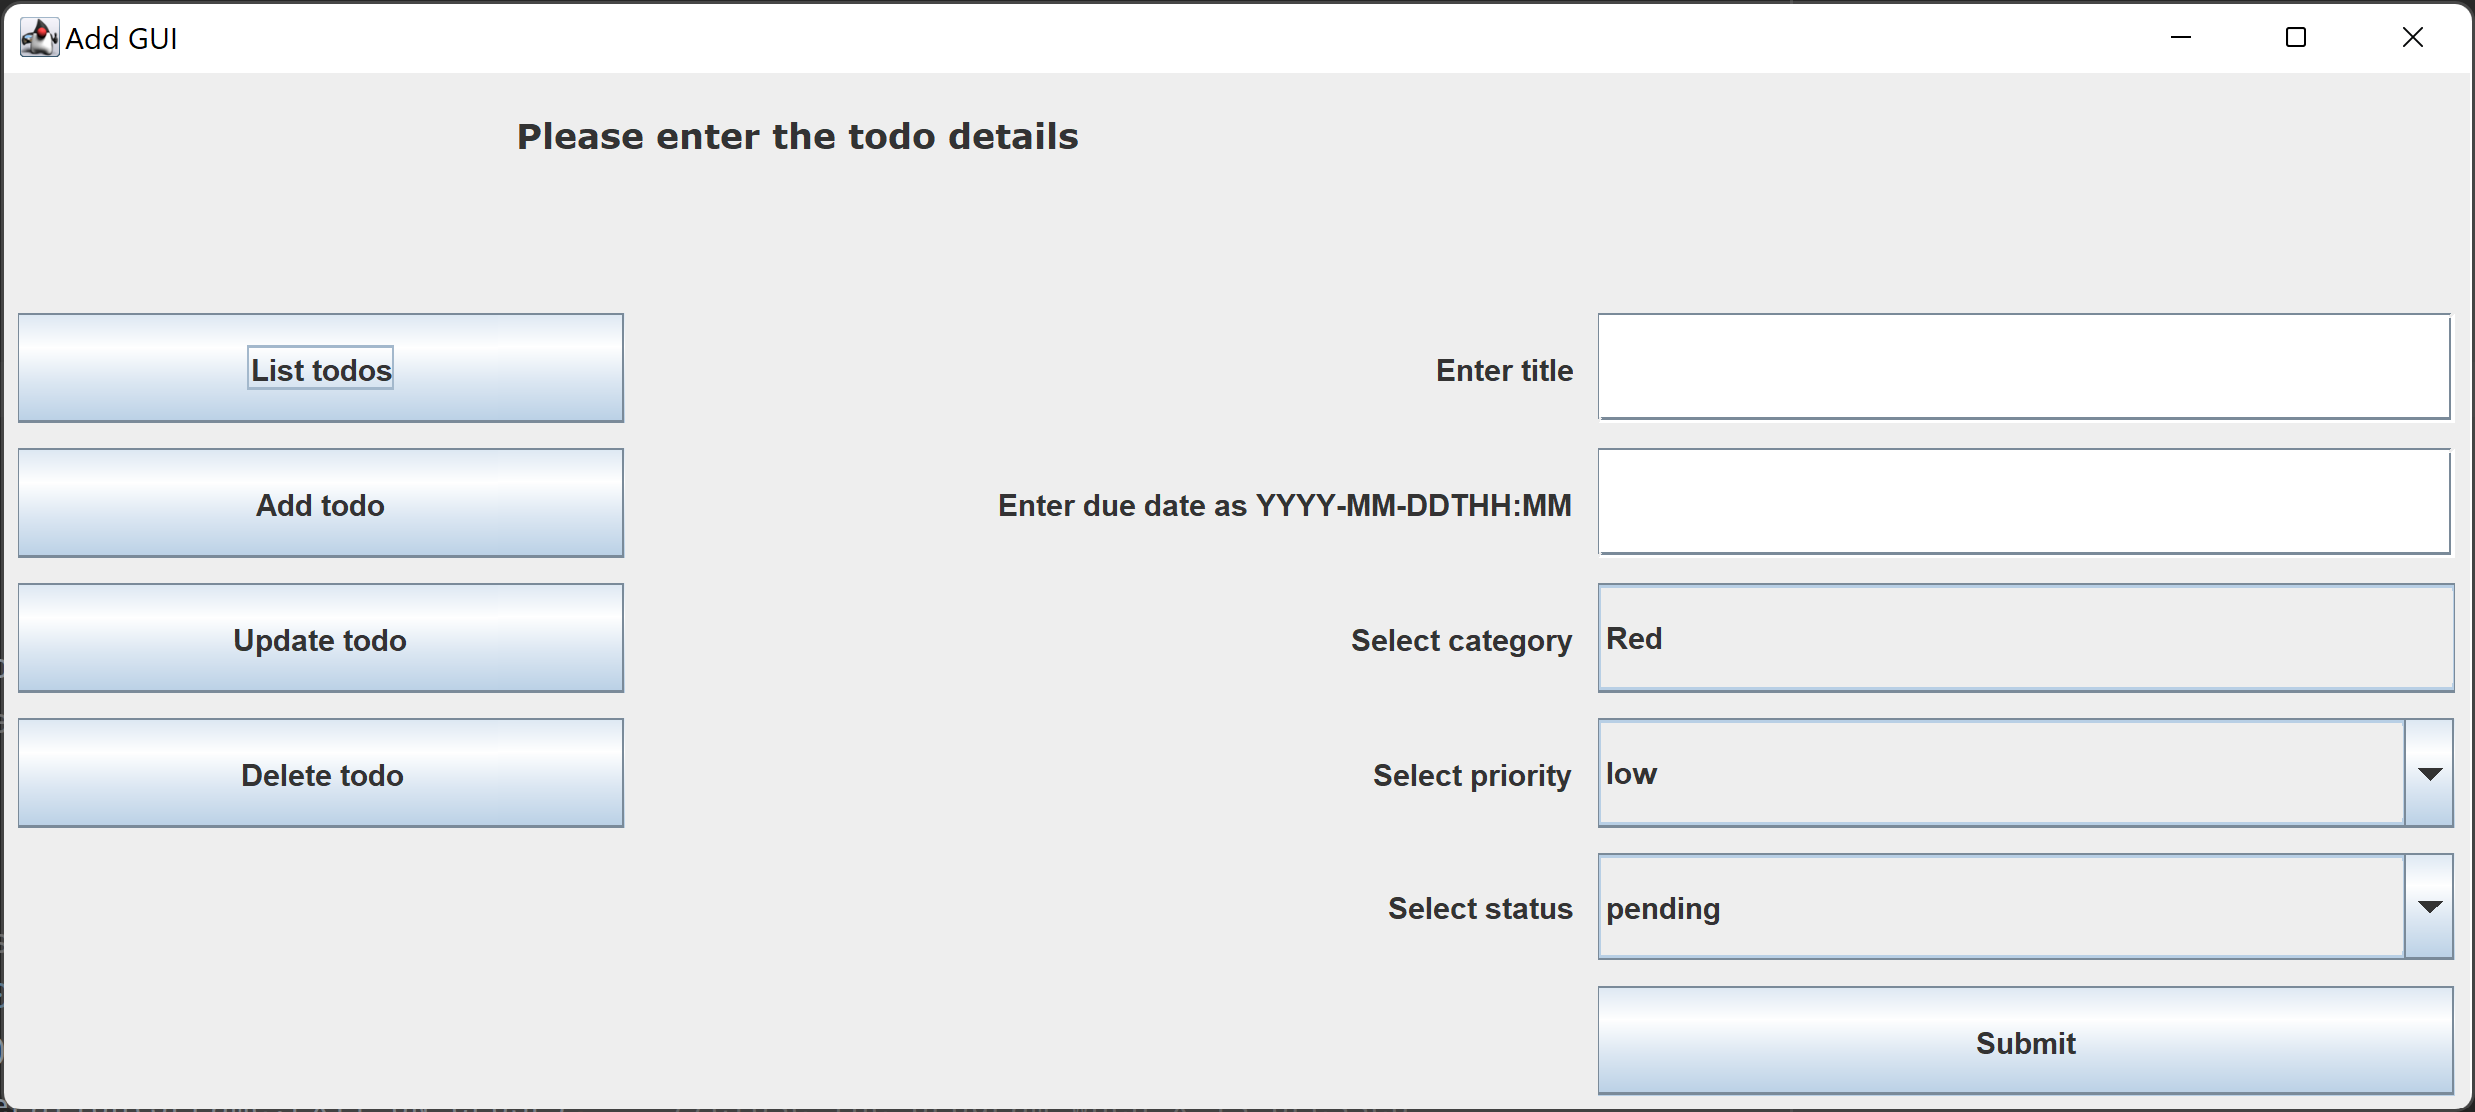 Add GUI
Please enter the todo details
List todos
Enter title
Add todo
Enter due date as YYYY-MM-DDTHH:MM
Update todo
Select category
Red
Delete todo
Select priority
low
Select status
pending
Submit